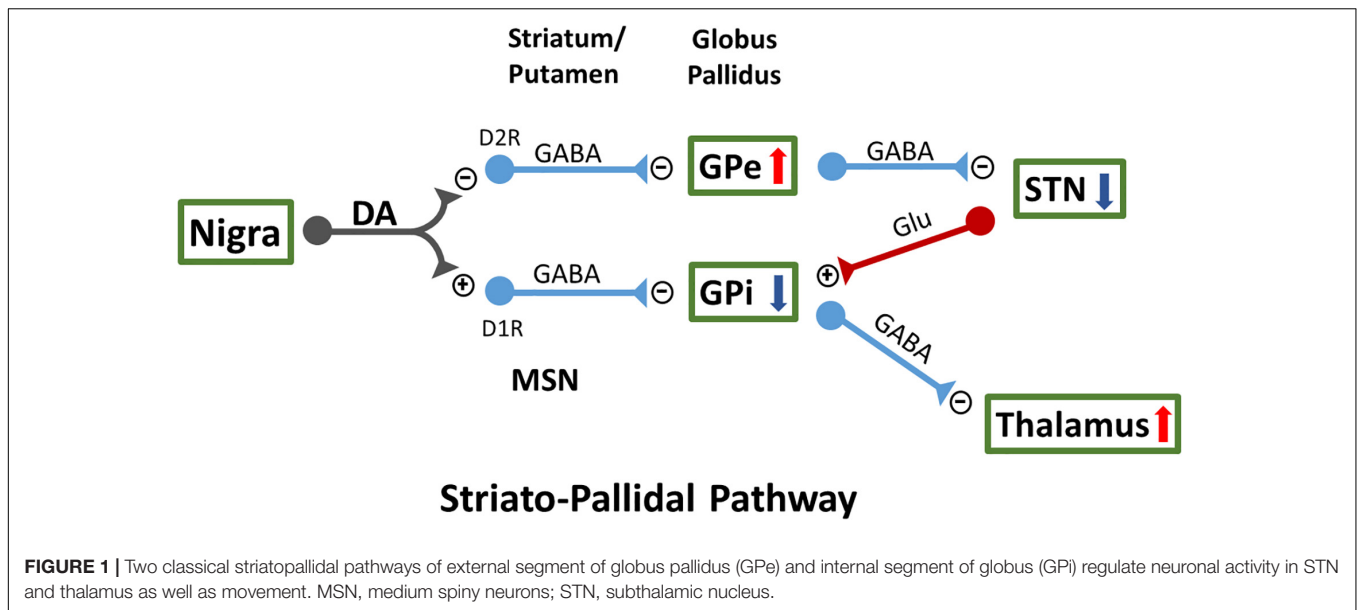 Striatum/
Putamen
Globus
Pallidus
D2R
GABA
−
−
GPe
GABA
−
STN
Nigra
DA
Glu
+
GABA
−
GPi
+
D1R
GABA
−
MSN
Thalamus
Striato-Pallidal Pathway
FIGURE 1 | Two classical striatopallidal pathways of external segment of globus pallidus (GPe) and internal segment of globus (GPi) regulate neuronal activity in STN
and thalamus as well as movement. MSN, medium spiny neurons; STN, subthalamic nucleus.